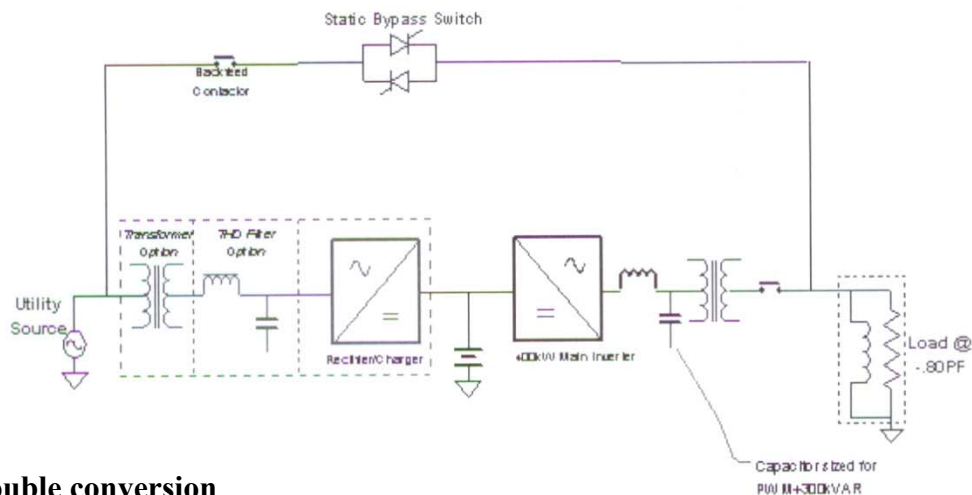 Static Bypass Switch
Backfeed
Contactor
Transformer
Option
THD Filter
Option
Utility
Source
Rectifier/Charger
400kW Main Inverter
Load @
-.80PF
Capacitor sized for
PWM+300kVAR
ouble conversion